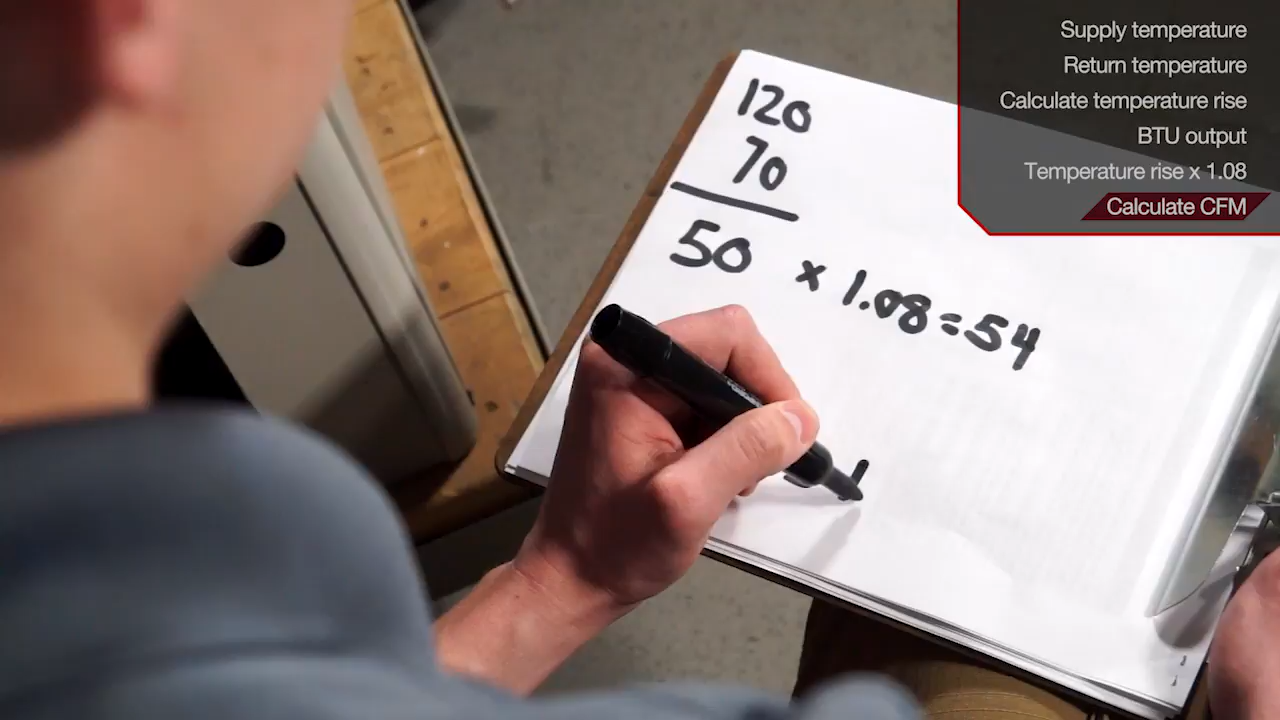 Supply temperature
Return temperature
Calculate temperature rise
BTU output
Temperature rise x 1.08
Calculate CFM
120
70
50 x 1.08=54